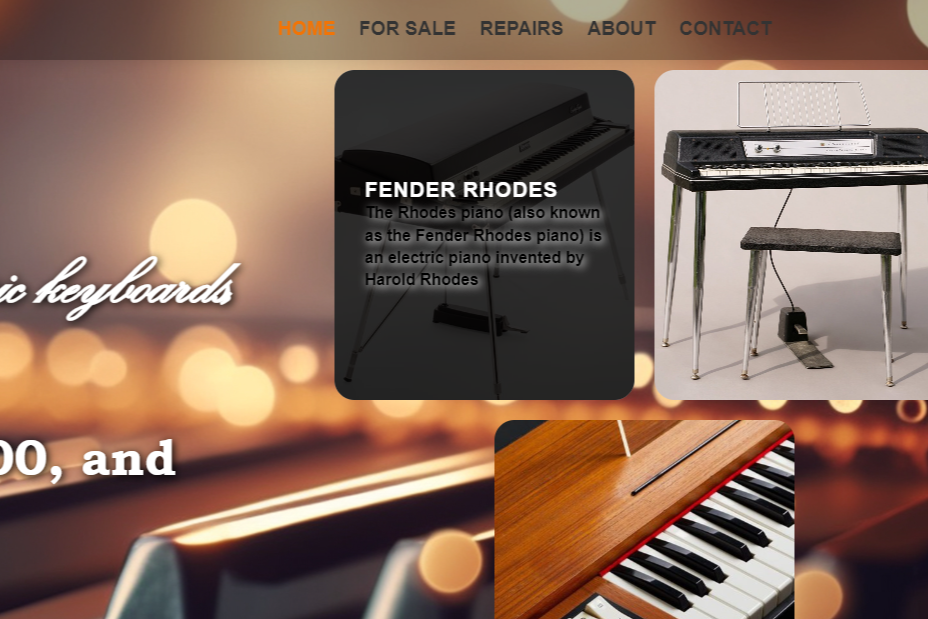 HOME FOR SALE REPAIRS ABOUT CONTACT
FENDER RHODES
The Rhodes piano (also known
as the Fender Rhodes piano) is
an electric piano invented by
Harold Rhodes
ic keyboards
00, and